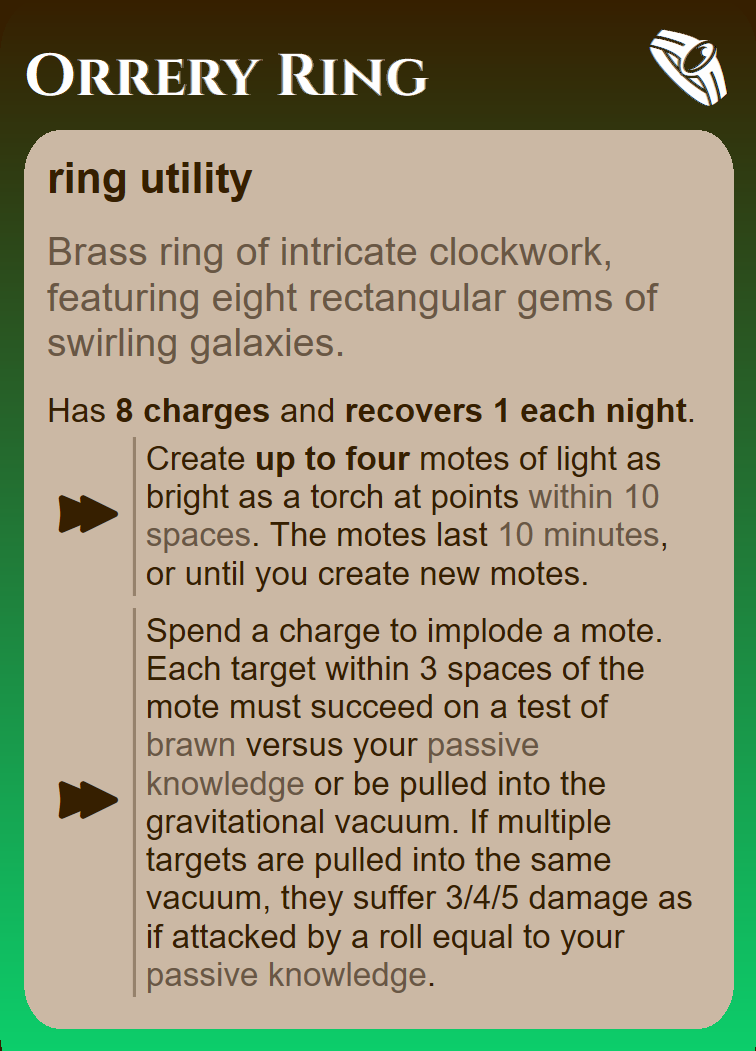 Orrery Ring
ring utility
Brass ring of intricate clockwork,
featuring eight rectangular gems of
swirling galaxies.
Has 8 charges and recovers 1 each night.
Create up to four motes of light as
bright as a torch at points within 10
spaces. The motes last 10 minutes,
or until you create new motes.
Spend a charge to implode a mote.
Each target within 3 spaces of the
mote must succeed on a test of
brawn versus your passive
knowledge or be pulled into the
gravitational vacuum. If multiple
targets are pulled into the same
vacuum, they suffer 3/4/5 damage as
if attacked by a roll equal to your
passive knowledge.